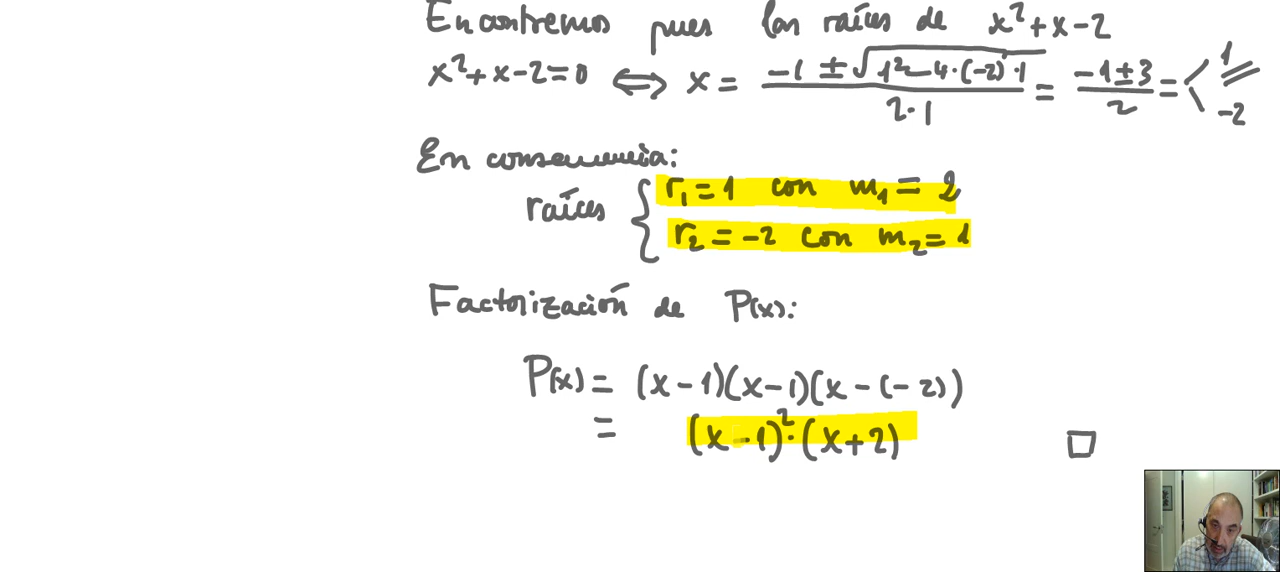 Encontremos pues las raíces de x²+x-2
x²+x-2=0 ⟺ x = (-1 ± √(1²-4·(-2)·1))/(2·1) = (-1±3)/2 = < 1 -2
En consecuencia:
raíces { r₁=1 con m₁=2
r₂=-2 con m₂=1
Factorización de P(x):
P(x) = (x-1)(x-1)(x-(-2))
= (x-1)²·(x+2) □